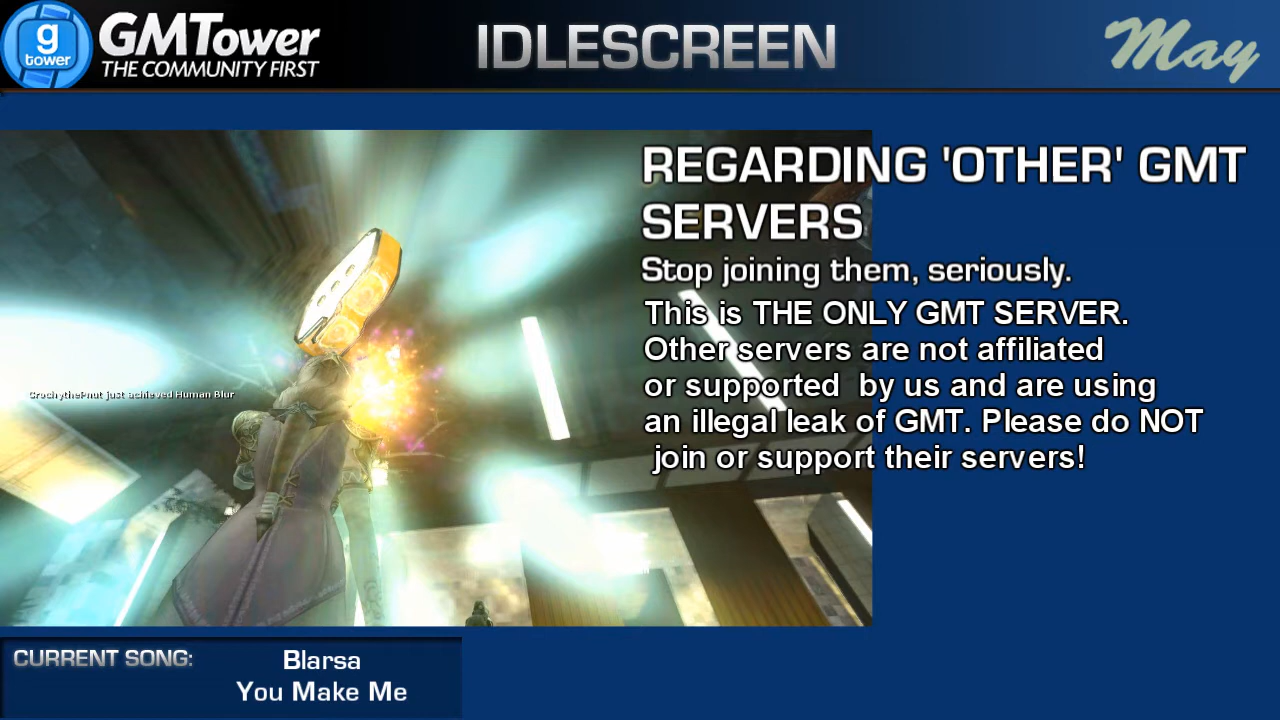 g
tower
GMTower
THE COMMUNITY FIRST
IDLESCREEN
May
REGARDING 'OTHER' GMT
SERVERS
Stop joining them, seriously.
This is THE ONLY GMT SERVER.
Other servers are not affiliated
or supported by us and are using
an illegal leak of GMT. Please do NOT
join or support their servers!
CrochythePnut just achieved Human Blur
CURRENT SONG:
Blarsa
You Make Me